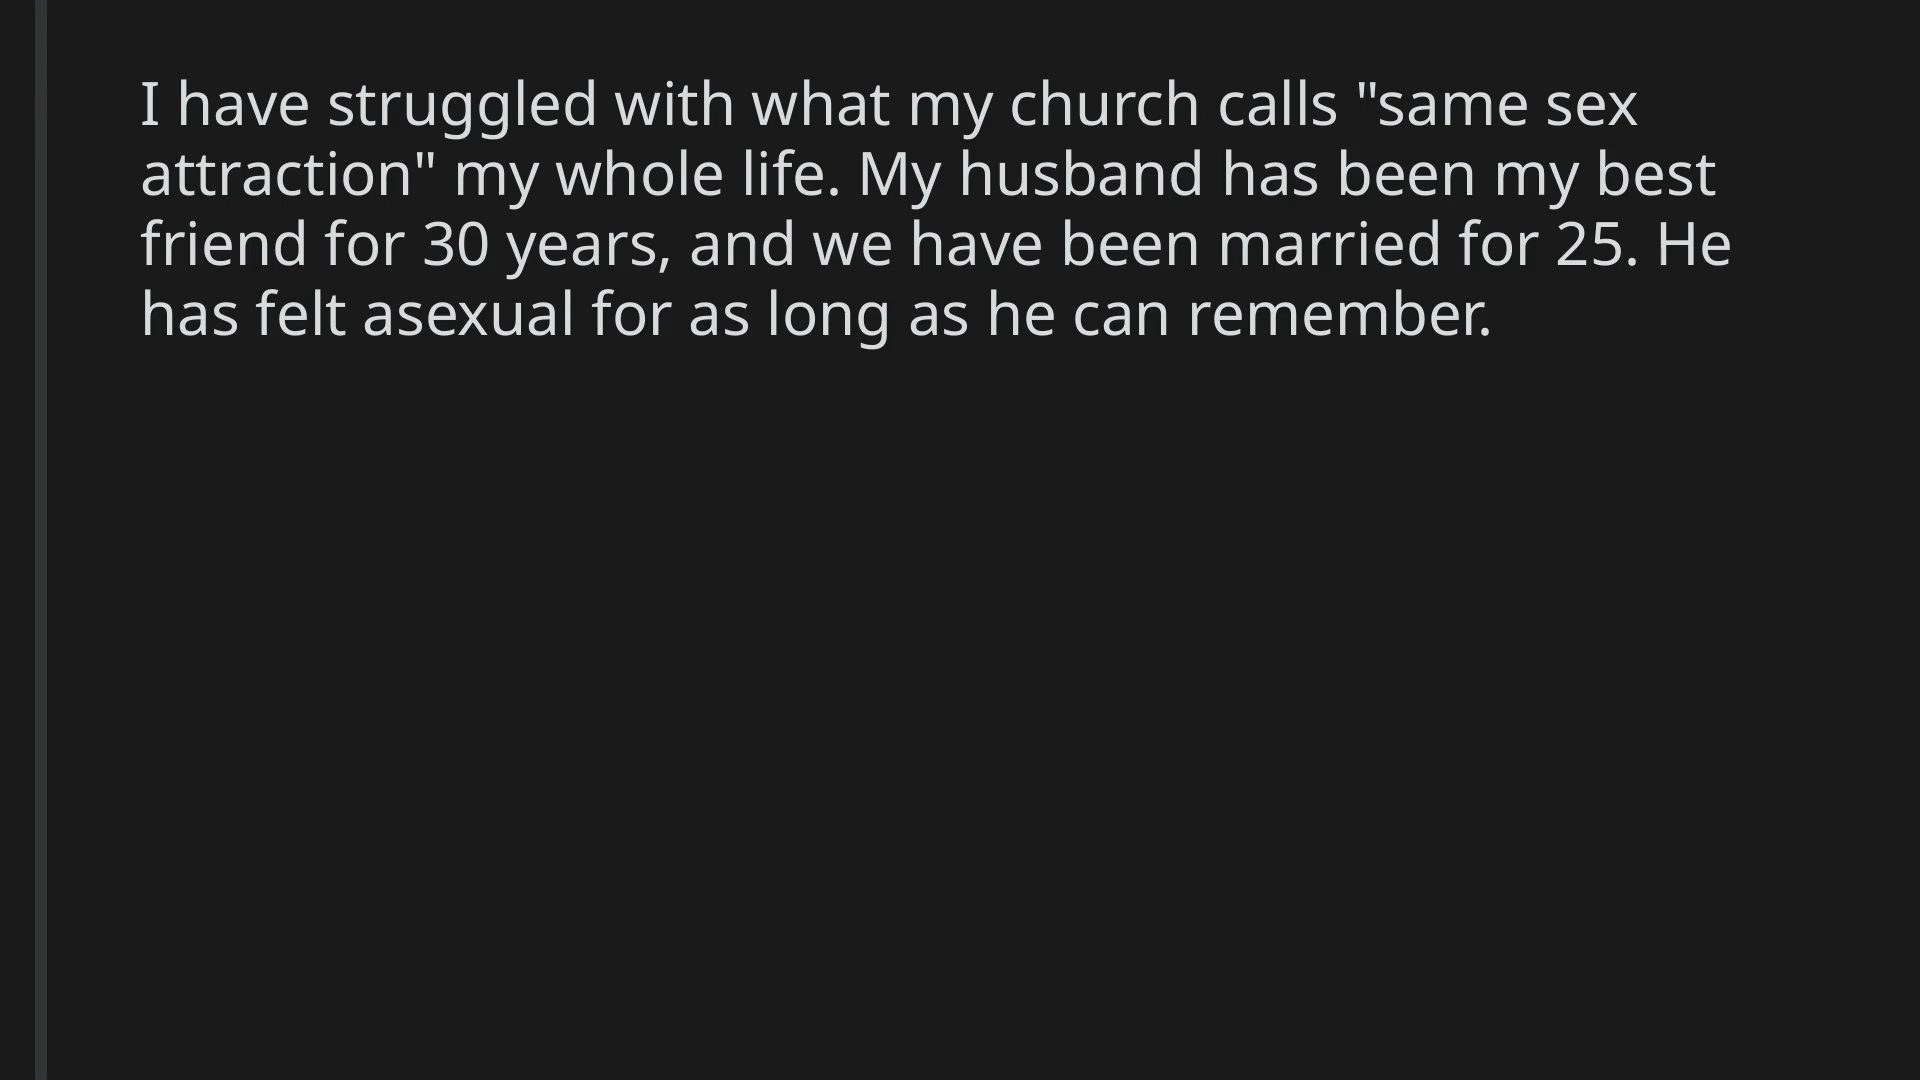 I have struggled with what my church calls "same sex
attraction" my whole life. My husband has been my best
friend for 30 years, and we have been married for 25. He
has felt asexual for as long as he can remember.